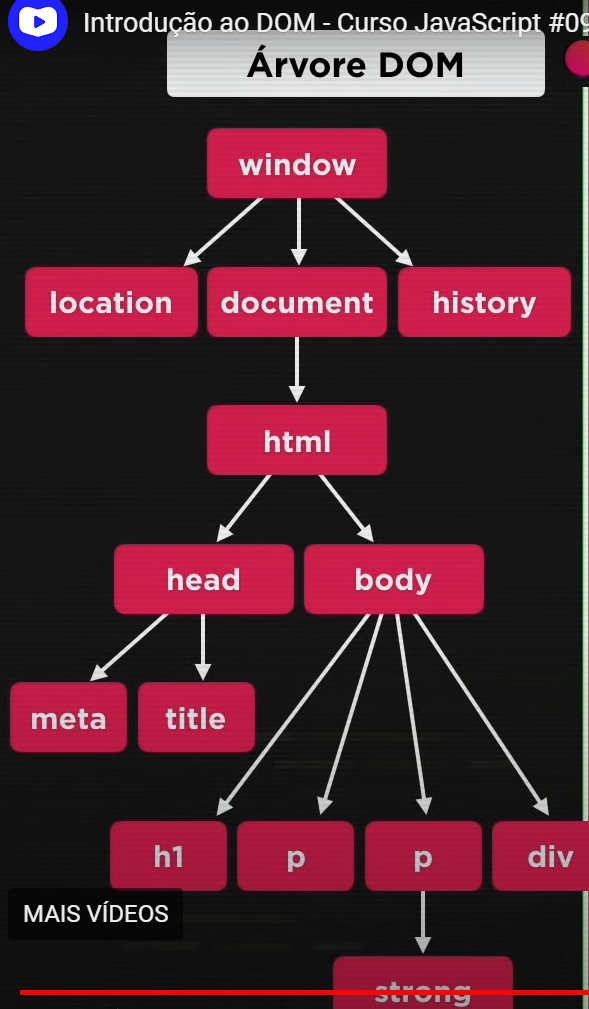 Introdução ao DOM - Curso JavaScript #09
Árvore DOM
window
location document history
html
head body
meta title
h1 p p div
MAIS VÍDEOS
strong